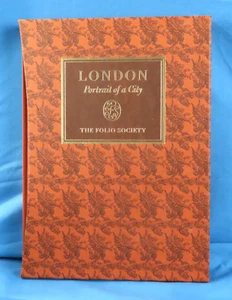 LONDON
Portrait of a City
THE FOLIO SOCIETY